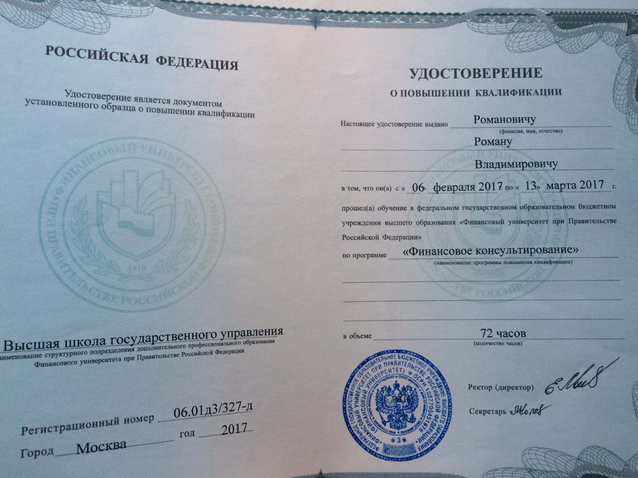 РОССИЙСКАЯ ФЕДЕРАЦИЯ
Удостоверение является документом
установленного образца о повышении квалификации
Высшая школа государственного управления
наименование структурного подразделения дополнительного профессионального образования
Финансового университета при Правительстве Российской Федерации
Регистрационный номер 06.01д3/327-д
Город Москва год 2017
УДОСТОВЕРЕНИЕ
О ПОВЫШЕНИИ КВАЛИФИКАЦИИ
Настоящее удостоверение выдано Романовичу
(фамилия, имя, отчество)
Роману
Владимировичу
в том, что он(а) с « 06 » февраля 2017 по « 13 » марта 2017 г.
прошел(а) обучение в федеральном государственном образовательном бюджетном
учреждении высшего образования «Финансовый университет при Правительстве
Российской Федерации»
по программе «Финансовое консультирование»
(наименование программы повышения квалификации)
в объеме 72 часов
(количество часов)
Ректор (директор)
Секретарь